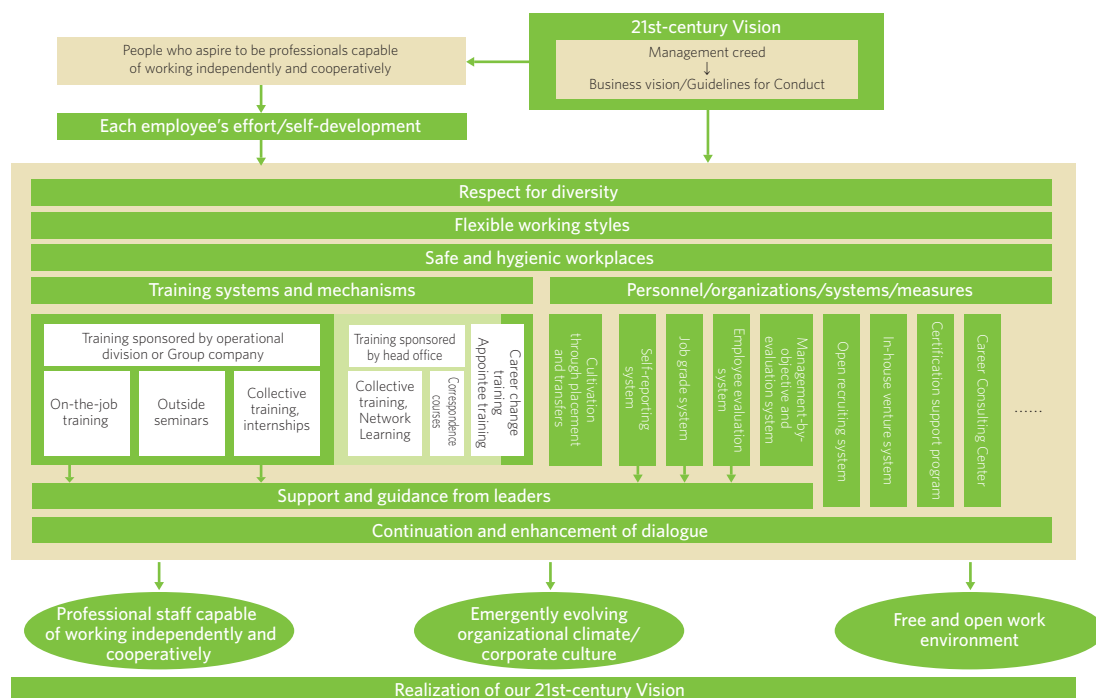 21st-century Vision
Management creed
↓
Business vision/Guidelines for Conduct
People who aspire to be professionals capable
of working independently and cooperatively
Each employee's effort/self-development
Respect for diversity
Flexible working styles
Safe and hygienic workplaces
Training systems and mechanisms
Personnel/organizations/systems/measures
Training sponsored by operational
division or Group company
On-the-job
training
Outside
seminars
Collective
training,
internships
Training sponsored
by head office
Collective
training,
Network
Learning
Correspondence
courses
Career change
training
Appointee training
Cultivation
through placement
and transfers
Self-reporting
system
Job grade system
Employee evaluation
system
Management-by-
objective and
evaluation system
Open recruiting system
In-house venture system
Certification support program
Career Consulting Center
......
Support and guidance from leaders
Continuation and enhancement of dialogue
Professional staff capable
of working independently and
cooperatively
Emergently evolving
organizational climate/
corporate culture
Free and open work
environment
Realization of our 21st-century Vision